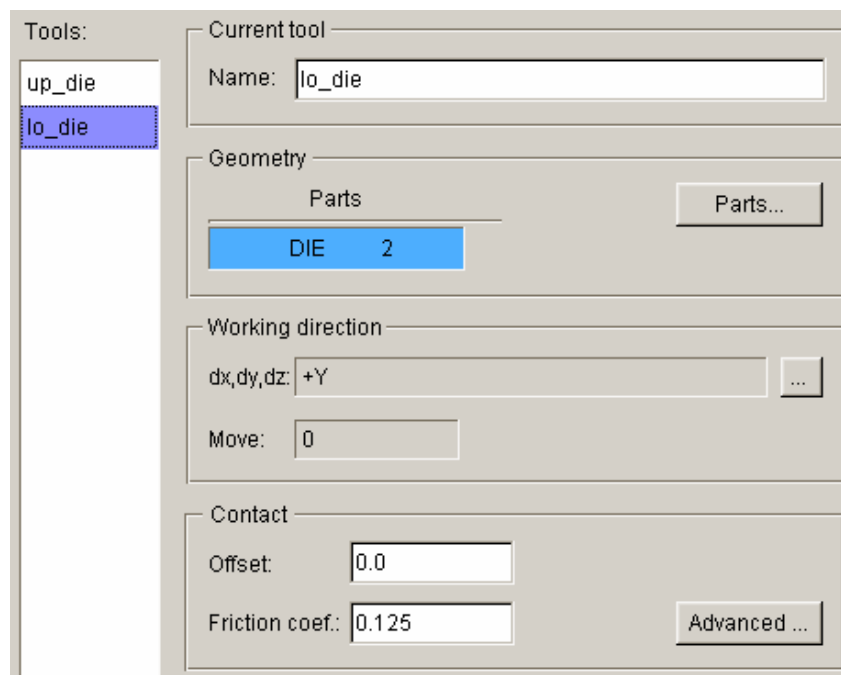 Tools:
up_die
lo_die
Current tool
Name: lo_die
Geometry
Parts
Parts...
DIE 2
Working direction
dx,dy,dz: +Y
...
Move: 0
Contact
Offset: 0.0
Friction coef.: 0.125
Advanced ...